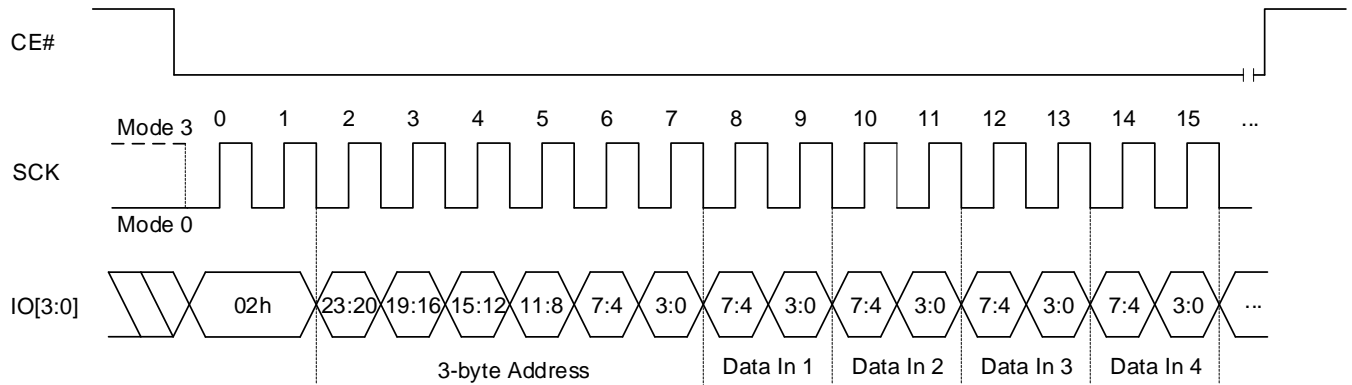 CE#
Mode 3 0 1 2 3 4 5 6 7 8 9 10 11 12 13 14 15 ...
SCK
Mode 0
IO[3:0] 02h 23:20 19:16 15:12 11:8 7:4 3:0 7:4 3:0 7:4 3:0 7:4 3:0 7:4 3:0 ...
3-byte Address Data In 1 Data In 2 Data In 3 Data In 4